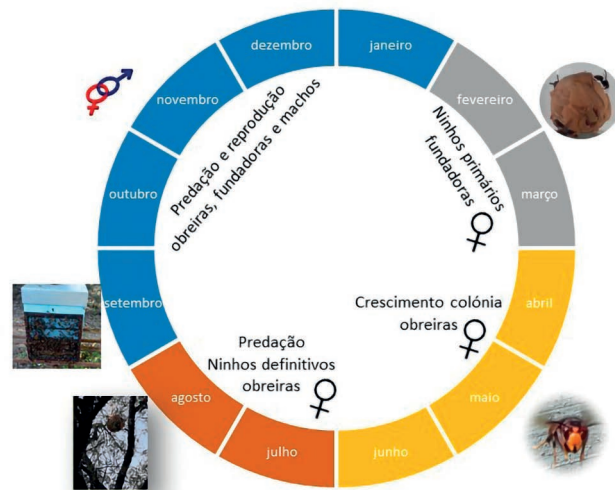 dezembro
janeiro
fevereiro
março
abril
maio
junho
julho
agosto
setembro
outubro
novembro
Predação e reprodução
obreiras, fundadoras e machos
Ninhos primários
fundadoras
Crescimento colónia
obreiras
Predação
Ninhos definitivos
obreiras